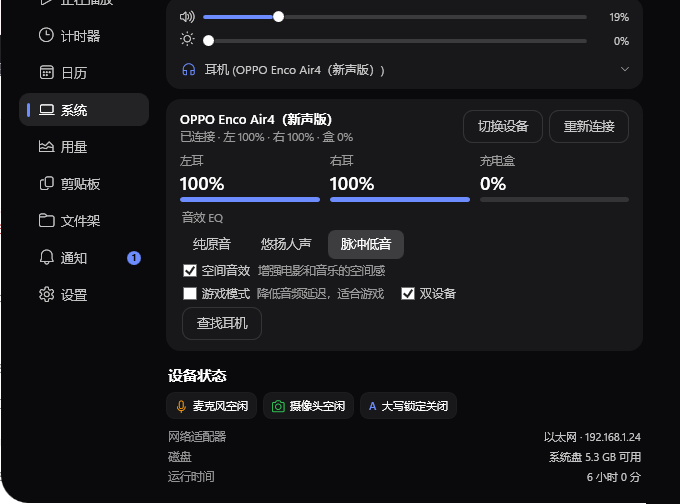 正在播放
19%
计时器
0%
日历
耳机 (OPPO Enco Air4（新声版）)
系统
OPPO Enco Air4（新声版）
已连接 · 左 100% · 右 100% · 盒 0%
切换设备
重新连接
用量
左耳
右耳
充电盒
剪贴板
100%
100%
0%
文件架
音效 EQ
纯原音
悠扬人声
脉冲低音
通知
1
空间音效
增强电影和音乐的空间感
设置
游戏模式
降低音频延迟，适合游戏
双设备
查找耳机
设备状态
麦克风空闲
摄像头空闲
A 大写锁定关闭
网络适配器
以太网 · 192.168.1.24
磁盘
系统盘 5.3 GB 可用
运行时间
6 小时 0 分